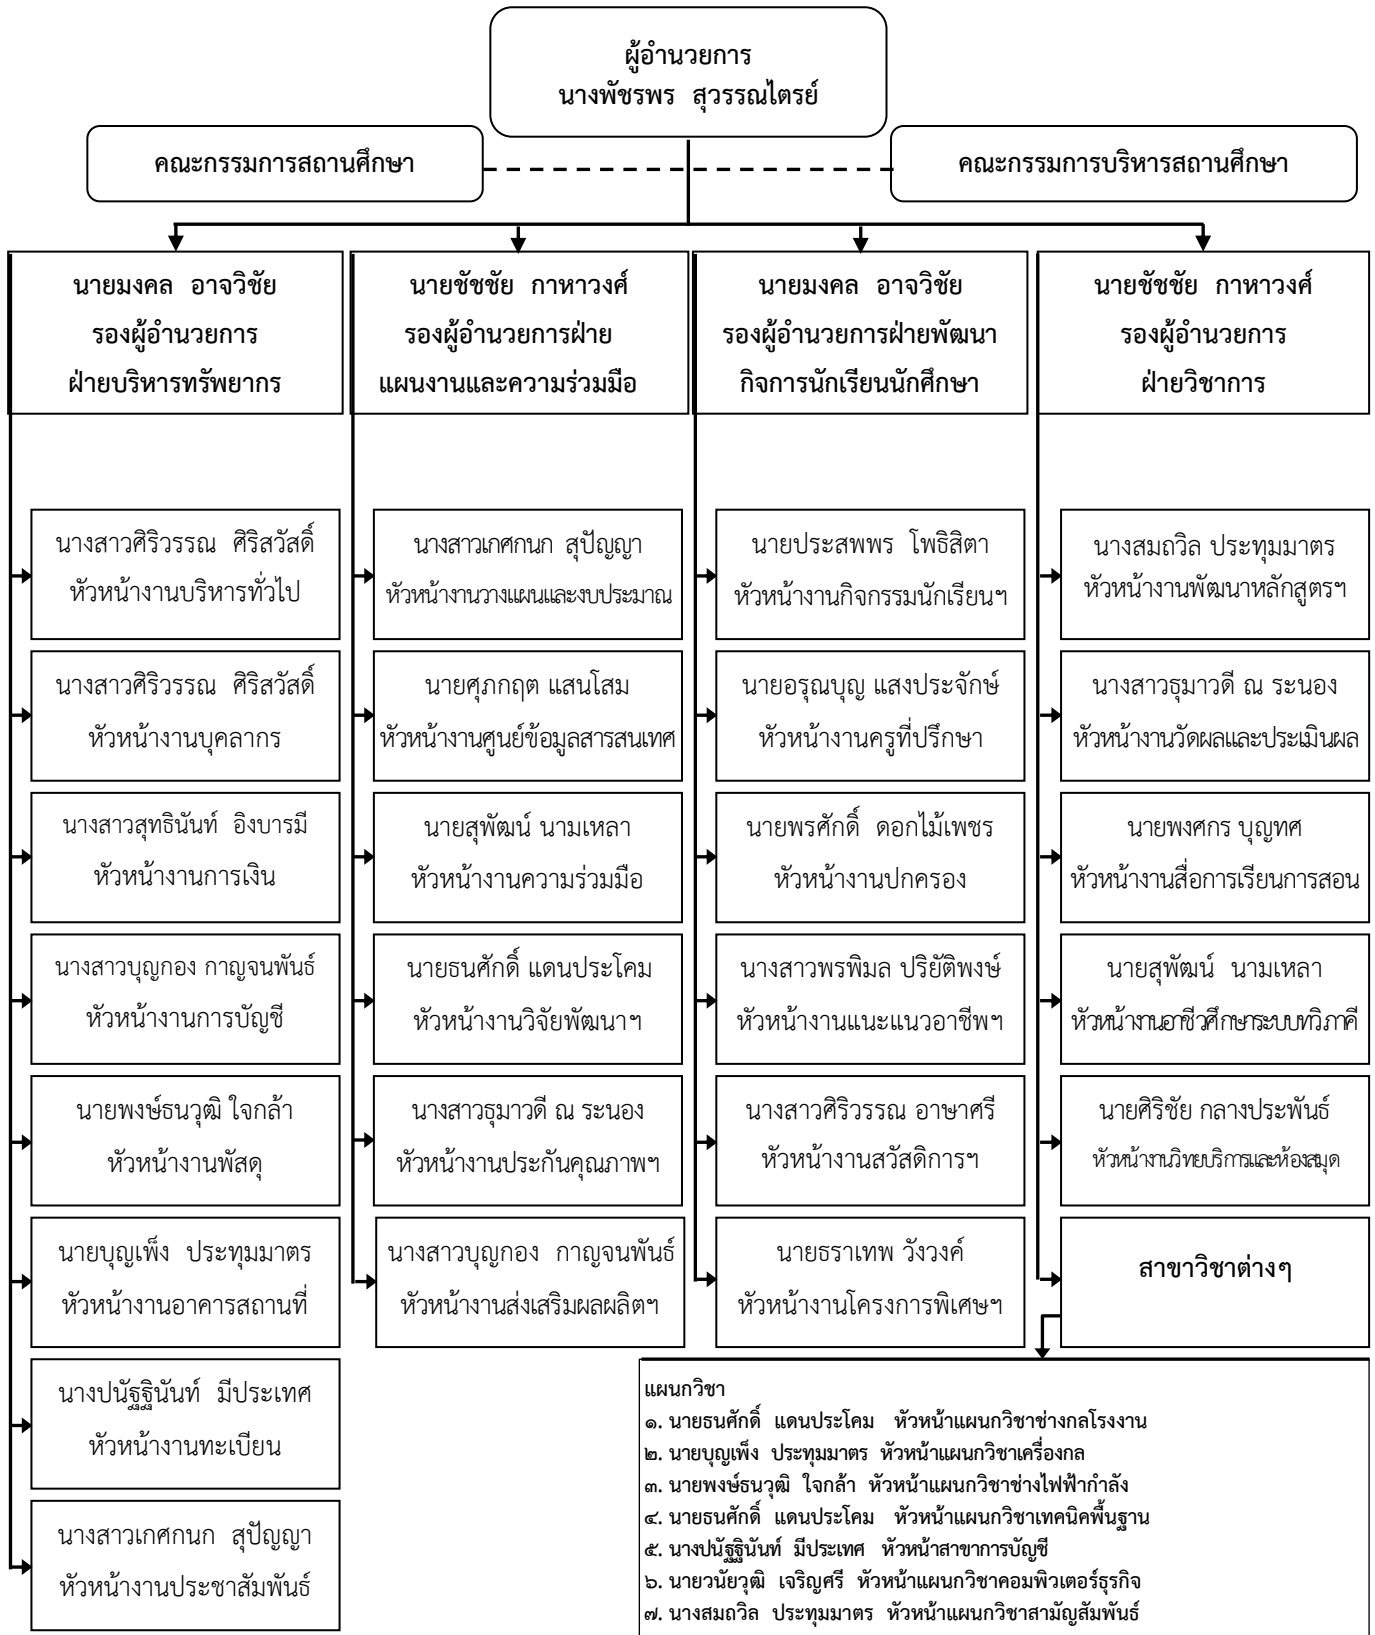 ผู้อำนวยการ
นางพัชรพร  สุวรรณไตรย์
คณะกรรมการสถานศึกษา
คณะกรรมการบริหารสถานศึกษา
นายมงคล  อาจวิชัย
รองผู้อำนวยการ
ฝ่ายบริหารทรัพยากร
นายชัชชัย  กาหาวงศ์
รองผู้อำนวยการฝ่าย
แผนงานและความร่วมมือ
นายมงคล  อาจวิชัย
รองผู้อำนวยการฝ่ายพัฒนา
กิจการนักเรียนนักศึกษา
นายชัชชัย  กาหาวงศ์
รองผู้อำนวยการ
ฝ่ายวิชาการ
นางสาวศิริวรรณ  ศิริสวัสดิ์
หัวหน้างานบริหารทั่วไป
นางสาวศิริวรรณ  ศิริสวัสดิ์
หัวหน้างานบุคลากร
นางสาวสุทธินันท์  อิงบารมี
หัวหน้างานการเงิน
นางสาวบุญกอง กาญจนพันธ์
หัวหน้างานการบัญชี
นายพงษ์ธนวุฒิ ใจกล้า
หัวหน้างานพัสดุ
นายบุญเพ็ง  ประทุมมาตร
หัวหน้างานอาคารสถานที่
นางปนัฐฐินันท์  มีประเทศ
หัวหน้างานทะเบียน
นางสาวเกศกนก  สุปัญญา
หัวหน้างานประชาสัมพันธ์
นางสาวเกศกนก  สุปัญญา
หัวหน้างานวางแผนและงบประมาณ
นายศุภกฤต แสนโสม
หัวหน้างานศูนย์ข้อมูลสารสนเทศ
นายสุพัฒน์ นามเหลา
หัวหน้างานความร่วมมือ
นายธนศักดิ์ แดนประโคม
หัวหน้างานวิจัยพัฒนาฯ
นางสาวธุมาวดี ณ ระนอง
หัวหน้างานประกันคุณภาพฯ
นางสาวบุญกอง  กาญจนพันธ์
หัวหน้างานส่งเสริมผลผลิตฯ
นายประสพพร  โพธิสิตา
หัวหน้างานกิจกรรมนักเรียนฯ
นายอรุณบุญ แสงประจักษ์
หัวหน้างานครูที่ปรึกษา
นายพรศักดิ์  ดอกไม้เพชร
หัวหน้างานปกครอง
นางสาวพรพิมล ปริยัติพงษ์
หัวหน้างานแนะแนวอาชีพฯ
นางสาวศิริวรรณ อาษาศรี
หัวหน้างานสวัสดิการฯ
นายธราเทพ วังวงค์
หัวหน้างานโครงการพิเศษฯ
นางสมถวิล ประทุมมาตร
หัวหน้างานพัฒนาหลักสูตรฯ
นางสาวธุมาวดี ณ ระนอง
หัวหน้างานวัดผลและประเมินผล
นายพงศกร บุญทศ
หัวหน้างานสื่อการเรียนการสอน
นายสุพัฒน์  นามเหลา
หัวหน้างานอาชีวศึกษาระบบทวิภาคี
นายศิริชัย กลางประพันธ์
หัวหน้างานวิทยบริการและห้องสมุด
สาขาวิชาต่างๆ
แผนกวิชา
๑. นายธนศักดิ์  แดนประโคม   หัวหน้าแผนกวิชาช่างกลโรงงาน
๒. นายบุญเพ็ง  ประทุมมาตร  หัวหน้าแผนกวิชาเครื่องกล
๓. นายพงษ์ธนวุฒิ  ใจกล้า  หัวหน้าแผนกวิชาช่างไฟฟ้ากำลัง
๔. นายธนศักดิ์  แดนประโคม   หัวหน้าแผนกวิชาเทคนิคพื้นฐาน
๕. นางปนัฐฐินันท์  มีประเทศ   หัวหน้าสาขาการบัญชี
๖. นายวนัยวุฒิ  เจริญศรี  หัวหน้าแผนกวิชาคอมพิวเตอร์ธุรกิจ
๗. นางสมถวิล  ประทุมมาตร  หัวหน้าแผนกวิชาสามัญสัมพันธ์